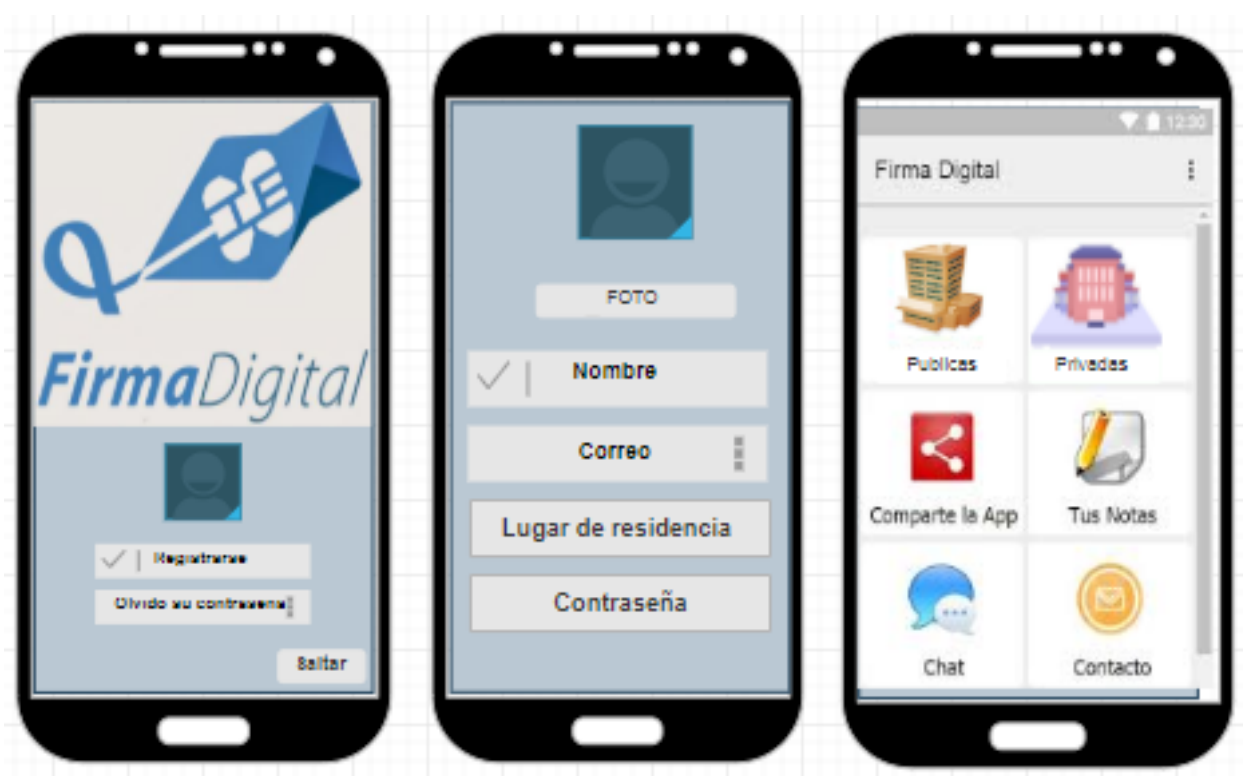 FirmaDigital
Registrarse
Olvido su contrasena
Saltar
FOTO
Nombre
Correo
Lugar de residencia
Contraseña
12:30
Firma Digital
Publicas
Privadas
Comparte la App
Tus Notas
Chat
Contacto